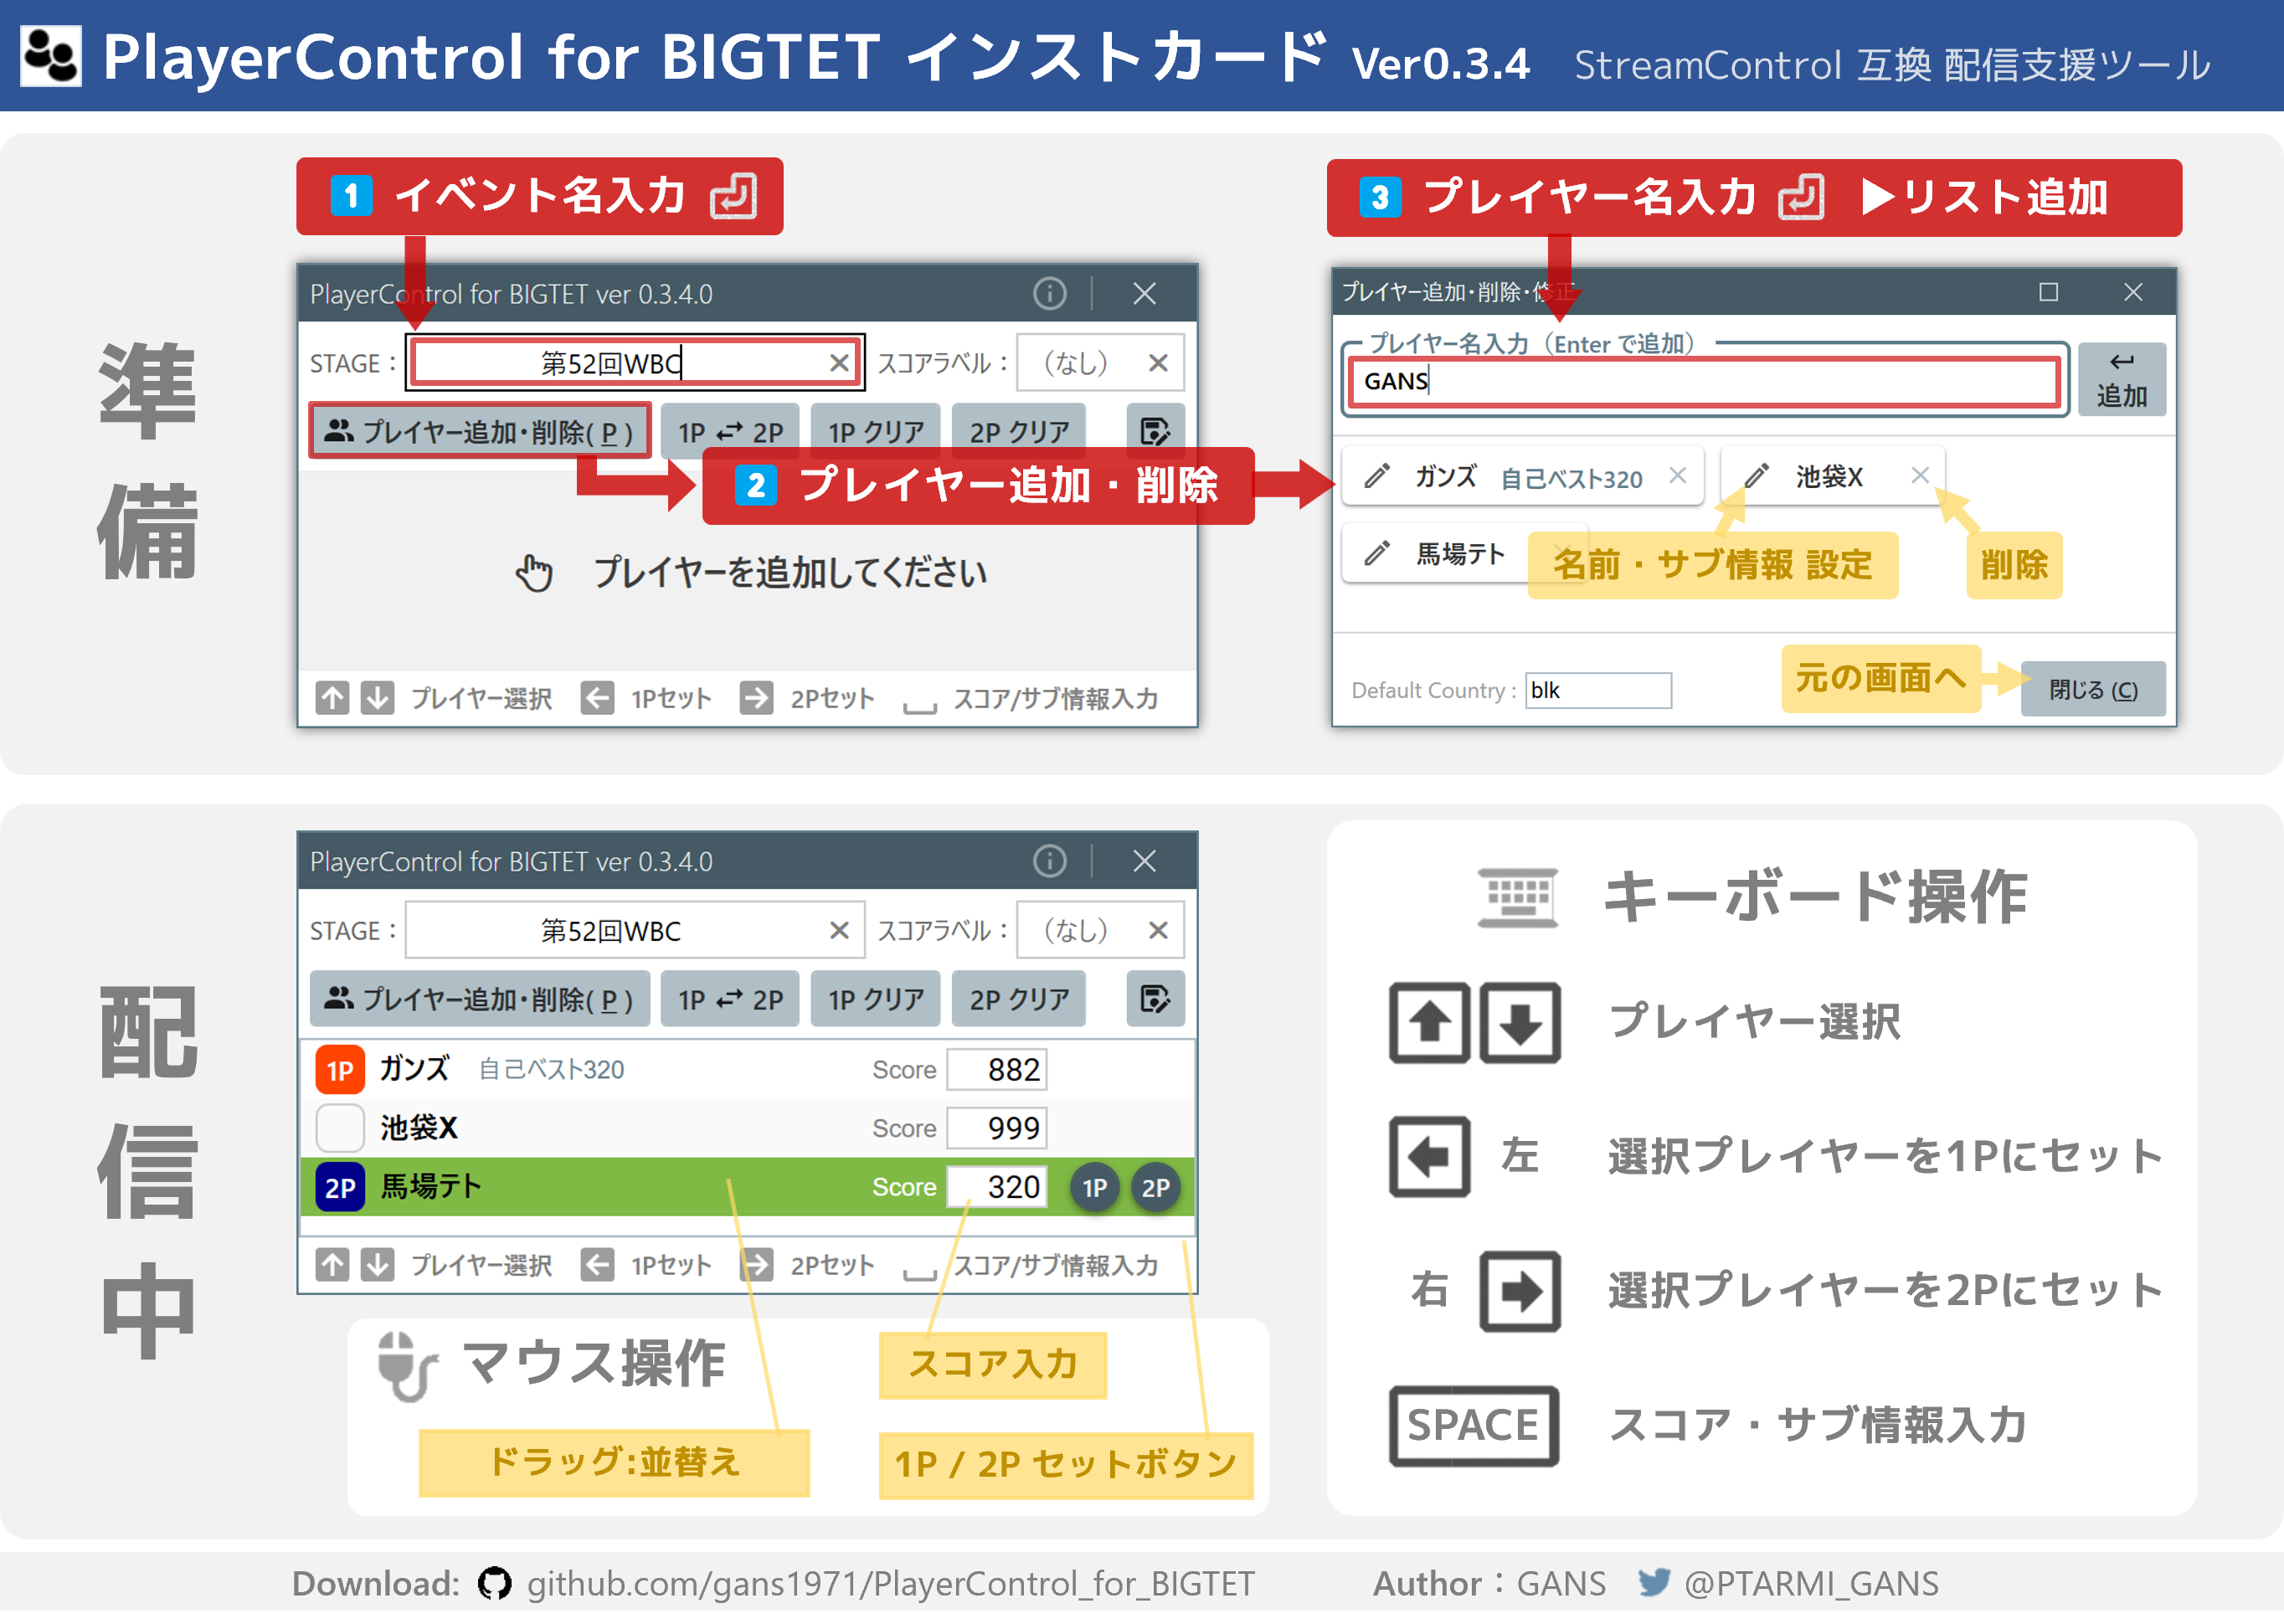 PlayerControl for BIGTET インストカード Ver0.3.4 StreamControl 互換 配信支援ツール
準備
1 イベント名入力
PlayerControl for BIGTET ver 0.3.4.0
STAGE : 第52回WBC スコアラベル : (なし)
プレイヤー追加・削除( P ) 1P 2P 1P クリア 2P クリア
2 プレイヤー追加・削除
プレイヤーを追加してください
プレイヤー選択 1Pセット 2Pセット スコア/サブ情報入力
3 プレイヤー名入力 ▶リスト追加
プレイヤー追加・削除・修正
プレイヤー名入力 (Enter で追加)
GANS
追加
ガンズ 自己ベスト320 池袋X
馬場テト
名前・サブ情報 設定
削除
元の画面へ
Default Country : blk 閉じる (C)
配信中
PlayerControl for BIGTET ver 0.3.4.0
STAGE : 第52回WBC スコアラベル : (なし)
プレイヤー追加・削除( P ) 1P 2P 1P クリア 2P クリア
1P ガンズ 自己ベスト320 Score 882
池袋X Score 999
2P 馬場テト Score 320 1P 2P
プレイヤー選択 1Pセット 2Pセット スコア/サブ情報入力
マウス操作
スコア入力
ドラッグ:並替え
1P / 2P セットボタン
キーボード操作
プレイヤー選択
左 選択プレイヤーを1Pにセット
右 選択プレイヤーを2Pにセット
SPACE スコア・サブ情報入力
Download: github.com/gans1971/PlayerControl_for_BIGTET Author : GANS @PTARMI_GANS